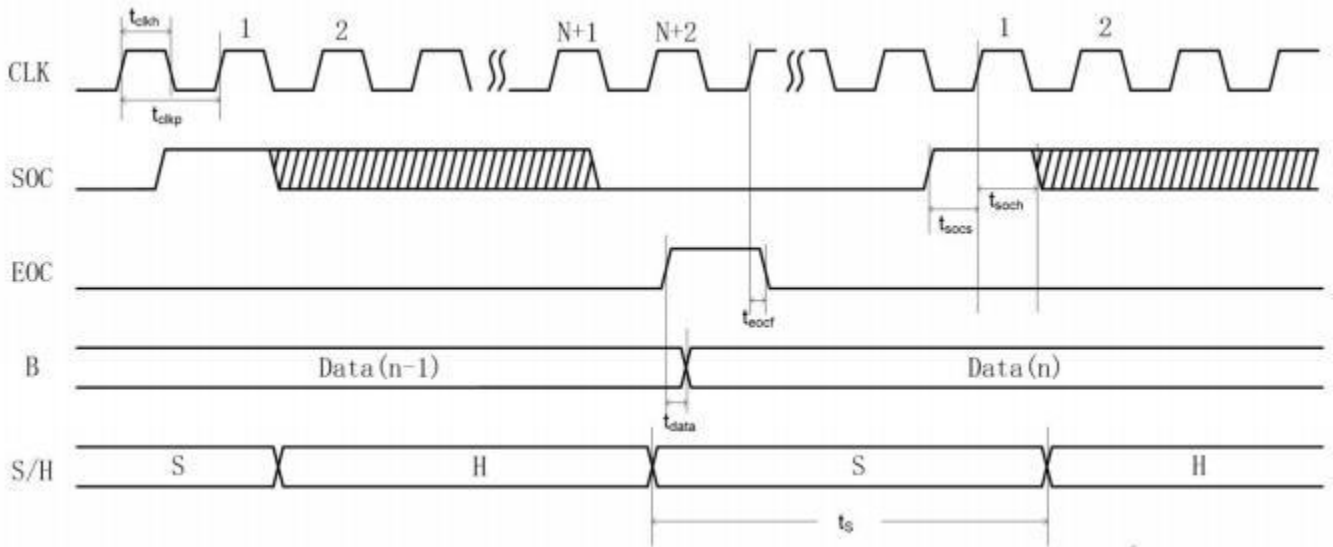 tclkh
1 2 N+1 N+2 1 2
CLK
tclkp
SOC
tsocs tsoch
EOC
teocf
B Data(n-1) Data(n)
tdata
S/H S H S H
ts